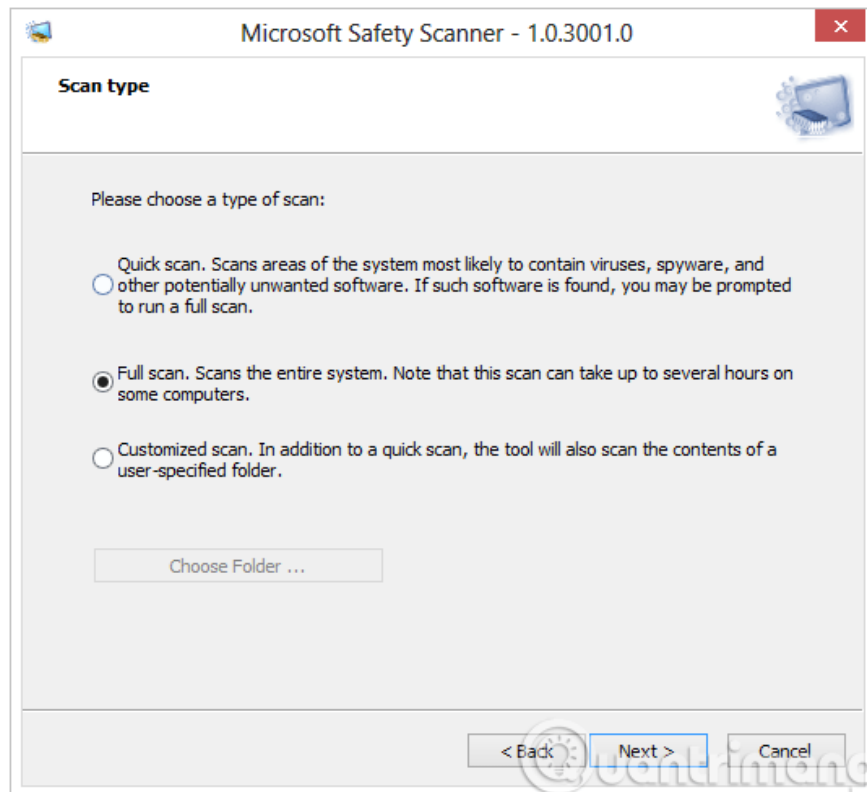 Microsoft Safety Scanner - 1.0.3001.0
Scan type
Please choose a type of scan:
Quick scan. Scans areas of the system most likely to contain viruses, spyware, and
other potentially unwanted software. If such software is found, you may be prompted
to run a full scan.
Full scan. Scans the entire system. Note that this scan can take up to several hours on
some computers.
Customized scan. In addition to a quick scan, the tool will also scan the contents of a
user-specified folder.
Choose Folder ...
< Back Next > Cancel
Quantrimang